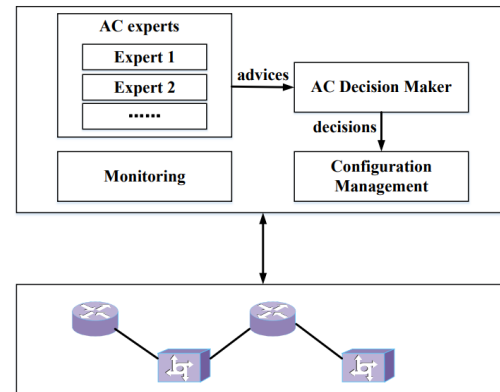 AC experts
Expert 1
Expert 2
......
advices
AC Decision Maker
decisions
Monitoring
Configuration
Management